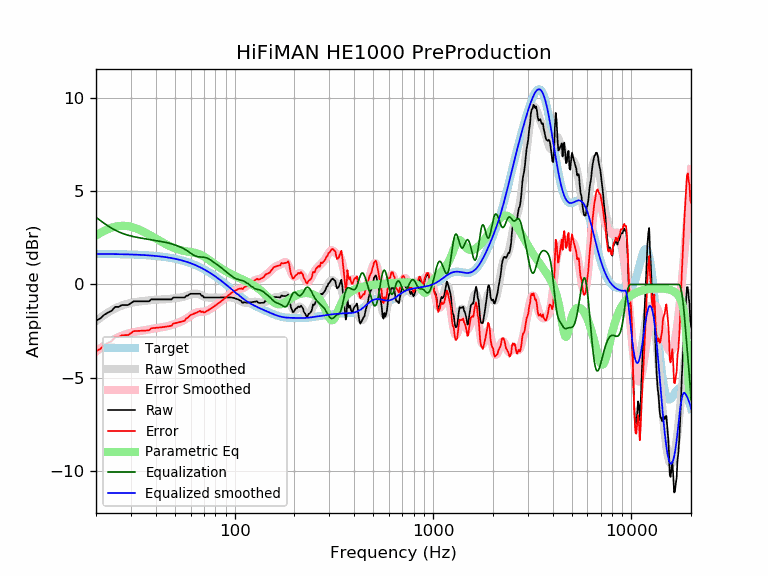 HiFiMAN HE1000 PreProduction
10
5
0
−5
−10
Amplitude (dBr)
Target
Raw Smoothed
Error Smoothed
Raw
Error
Parametric Eq
Equalization
Equalized smoothed
100
1000
10000
Frequency (Hz)